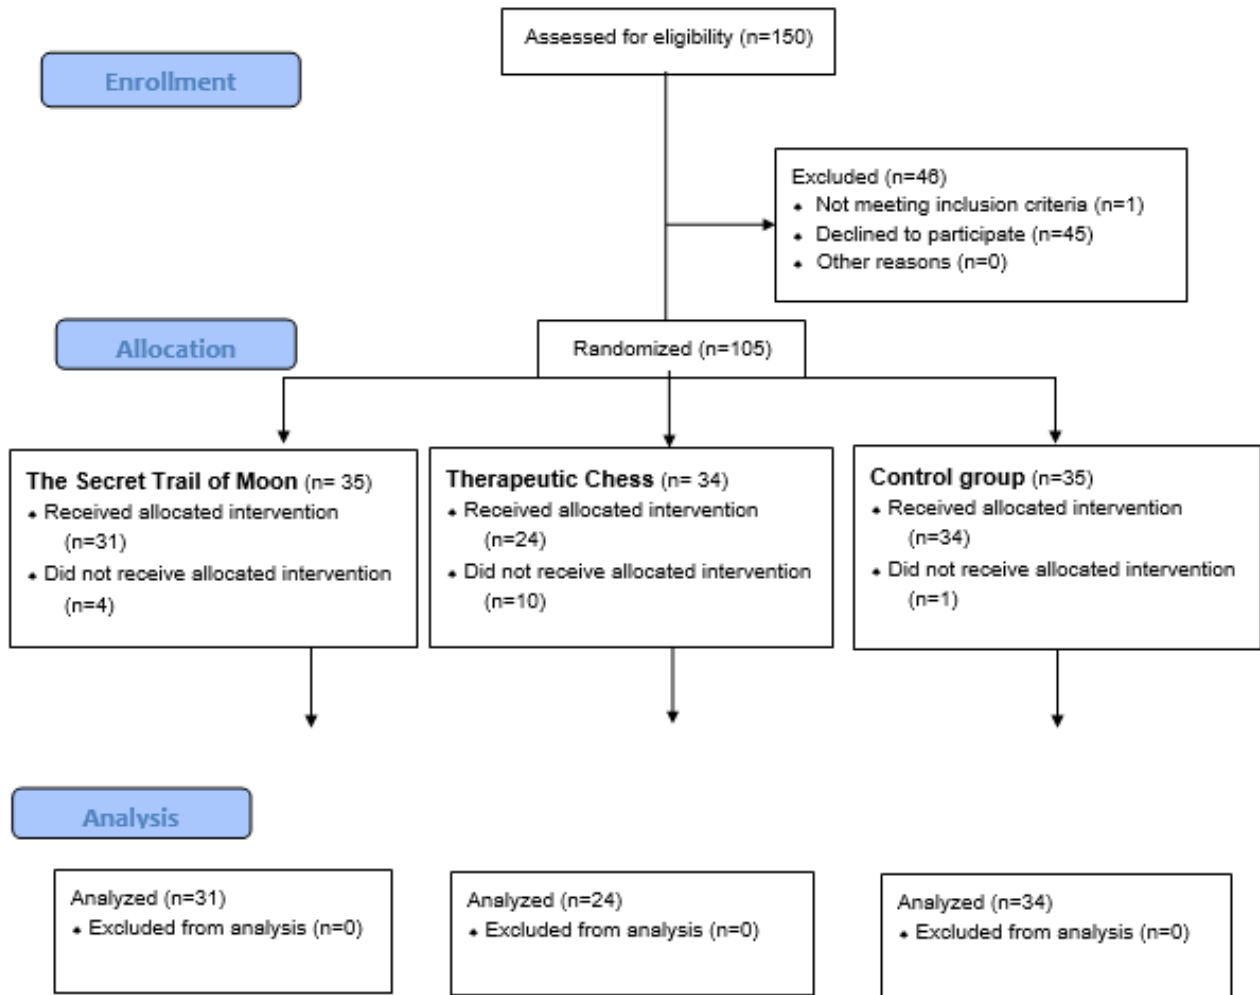 Assessed for eligibility (n=150)
Enrollment
Excluded (n=46)
• Not meeting inclusion criteria (n=1)
• Declined to participate (n=45)
• Other reasons (n=0)
Allocation
Randomized (n=105)
The Secret Trail of Moon (n= 35)
• Received allocated intervention
(n=31)
• Did not receive allocated intervention
(n=4)
Therapeutic Chess (n= 34)
• Received allocated intervention
(n=24)
• Did not receive allocated intervention
(n=10)
Control group (n=35)
• Received allocated intervention
(n=34)
• Did not receive allocated intervention
(n=1)
Analysis
Analyzed (n=31)
• Excluded from analysis (n=0)
Analyzed (n=24)
• Excluded from analysis (n=0)
Analyzed (n=34)
• Excluded from analysis (n=0)